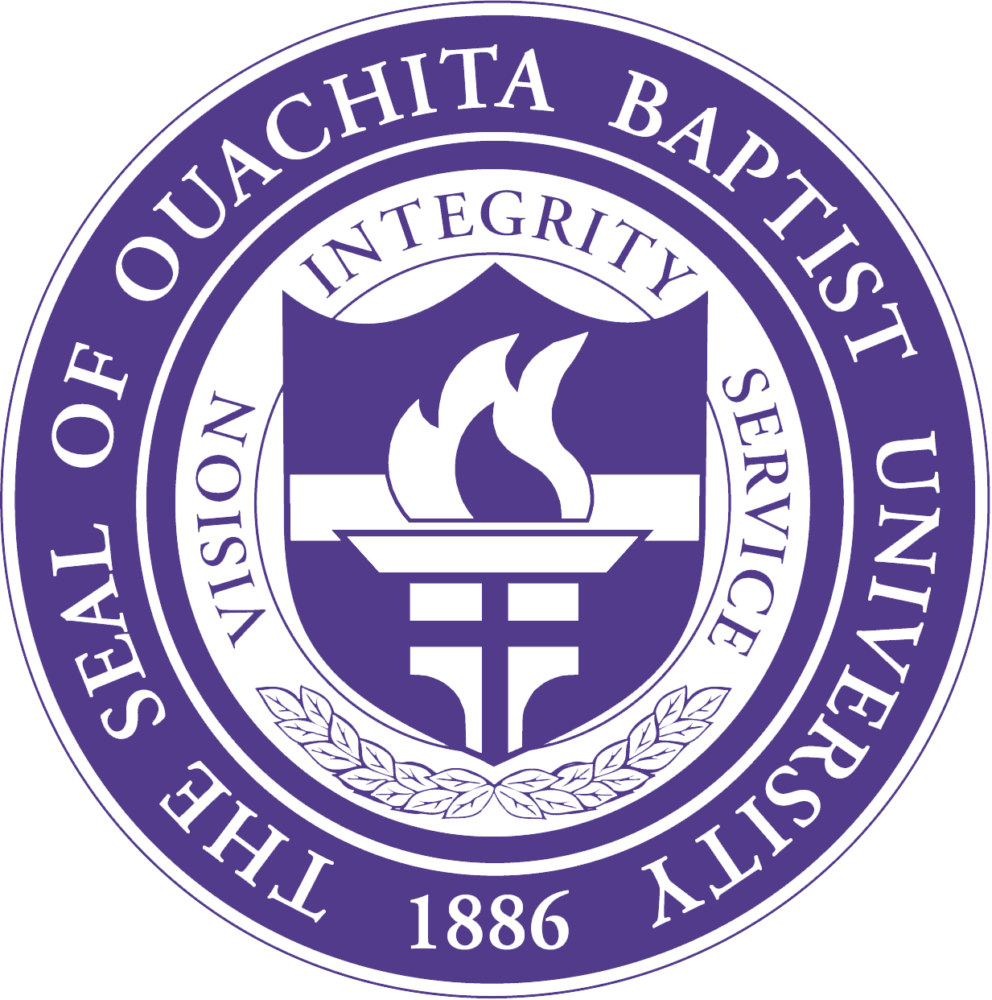 THE SEAL OF OUACHITA BAPTIST UNIVERSITY
1886
VISION
INTEGRITY
SERVICE